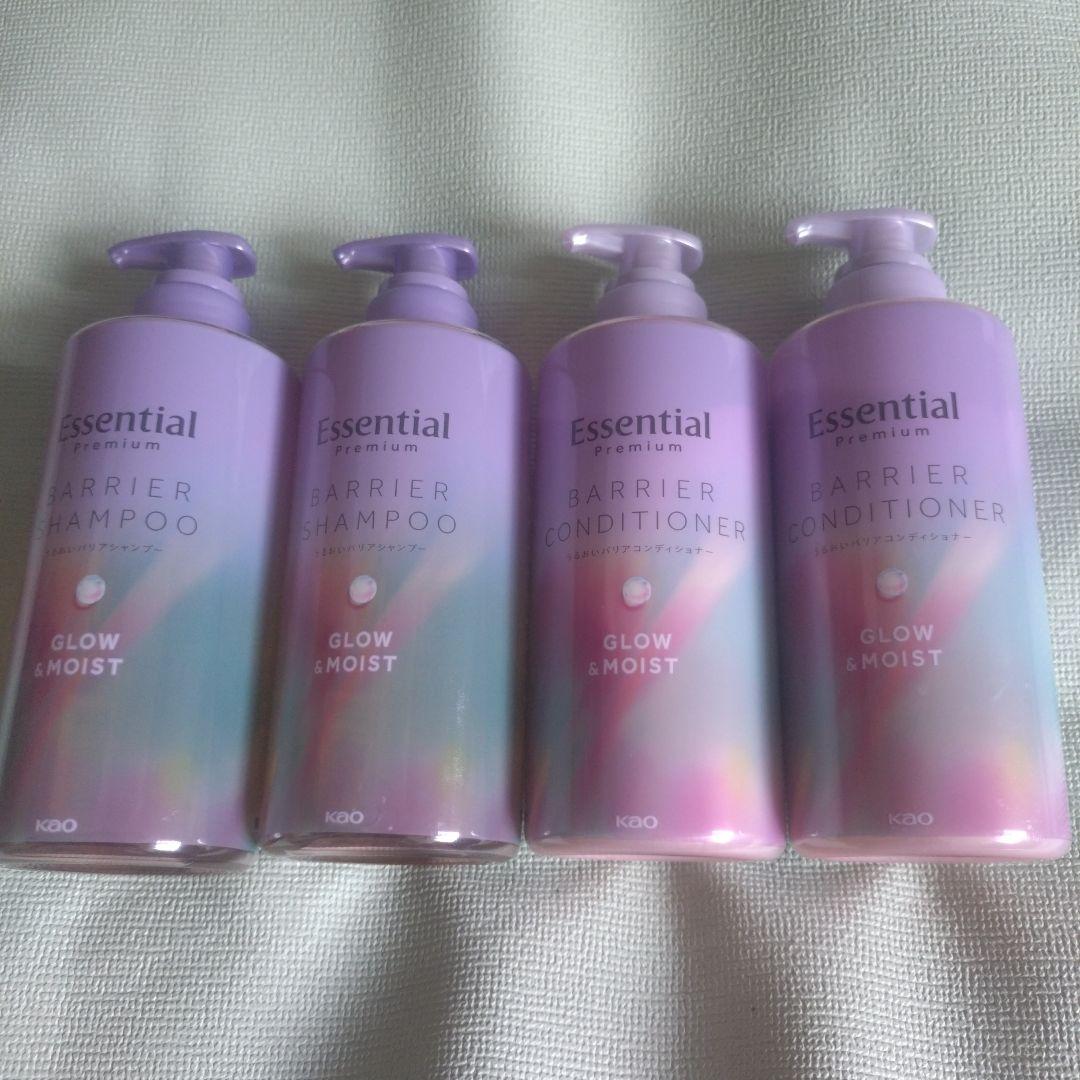 Essential
Premium
BARRIER
SHAMPOO
うるおいバリアシャンプー
GLOW
& MOIST
Kao
Essential
Premium
BARRIER
SHAMPOO
うるおいバリアシャンプー
GLOW
& MOIST
Kao
Essential
Premium
BARRIER
CONDITIONER
うるおいバリアコンディショナー
GLOW
& MOIST
Kao
Essential
Premium
BARRIER
CONDITIONER
うるおいバリアコンディショナー
GLOW
& MOIST
Kao